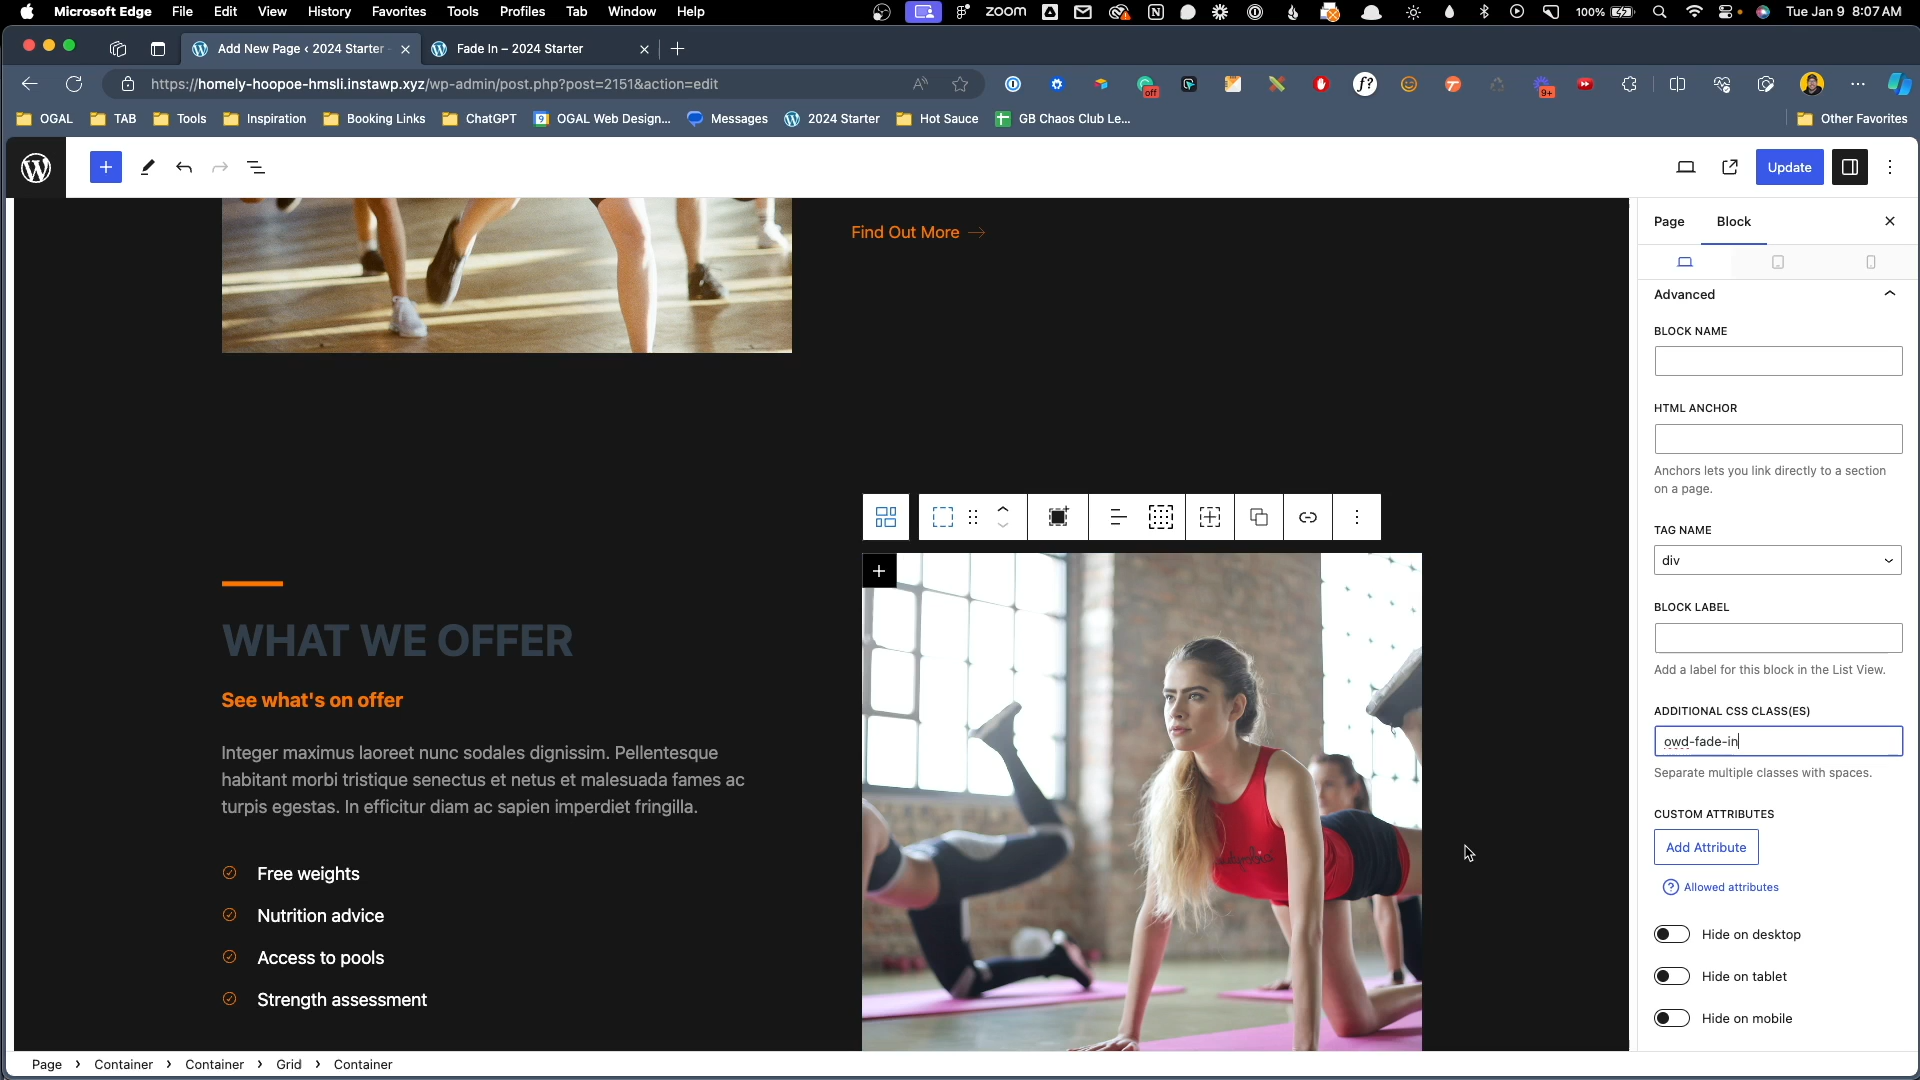 Microsoft Edge File Edit View History Favorites Tools Profiles Tab Window Help
zoom 100% Tue Jan 9 8:07 AM
Add New Page ‹ 2024 Starter
Fade In – 2024 Starter
https://homely-hoopoe-hmsli.instawp.xyz/wp-admin/post.php?post=2151&action=edit
off
f?
9+
OGAL TAB Tools Inspiration Booking Links ChatGPT OGAL Web Design... Messages 2024 Starter Hot Sauce GB Chaos Club Le... Other Favorites
Update
Page Block
Find Out More
Advanced
BLOCK NAME
HTML ANCHOR
Anchors lets you link directly to a section
on a page.
TAG NAME
div
BLOCK LABEL
Add a label for this block in the List View.
ADDITIONAL CSS CLASS(ES)
owd-fade-in
Separate multiple classes with spaces.
CUSTOM ATTRIBUTES
Add Attribute
Allowed attributes
Hide on desktop
Hide on tablet
Hide on mobile
WHAT WE OFFER
See what's on offer
Integer maximus laoreet nunc sodales dignissim. Pellentesque
habitant morbi tristique senectus et netus et malesuada fames ac
turpis egestas. In efficitur diam ac sapien imperdiet fringilla.
Free weights
Nutrition advice
Access to pools
Strength assessment
Page › Container › Container › Grid › Container